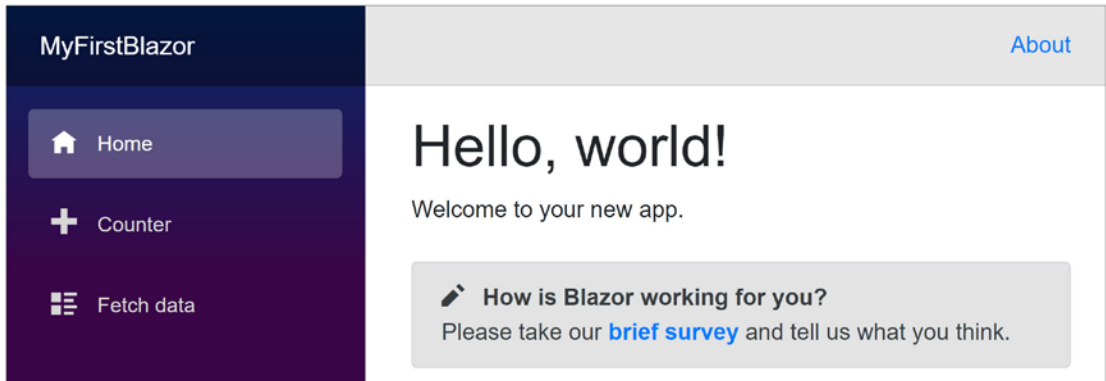 MyFirstBlazor
About
Home
Counter
Fetch data
Hello, world!
Welcome to your new app.
How is Blazor working for you?
Please take our brief survey and tell us what you think.